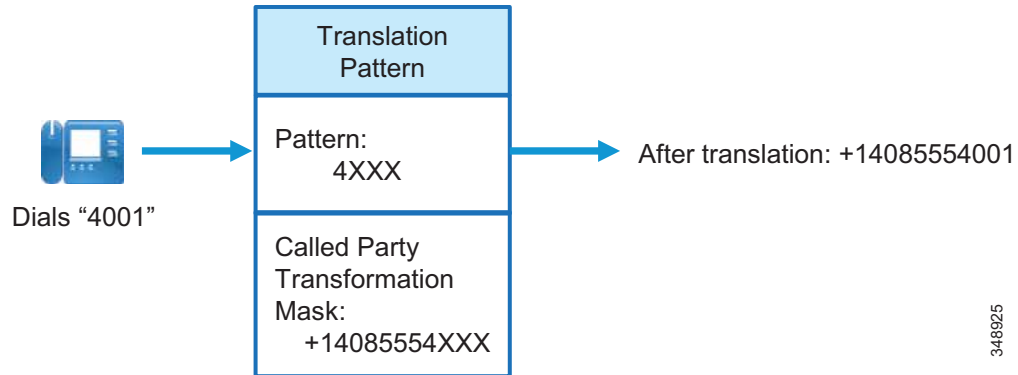 Translation
Pattern
Pattern:
4XXX
Dials “4001”
After translation: +14085554001
Called Party
Transformation
Mask:
+14085554XXX
348925